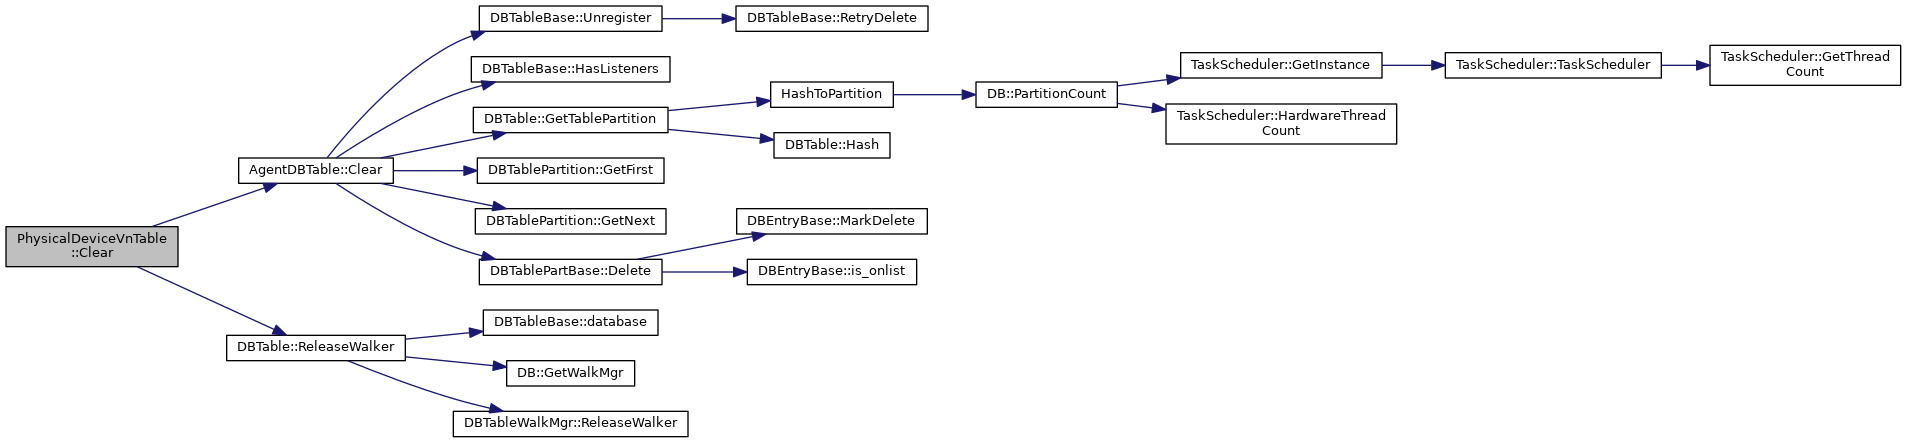 DBTableBase::Unregister
DBTableBase::RetryDelete
DBTableBase::HasListeners
TaskScheduler::GetInstance
TaskScheduler::TaskScheduler
TaskScheduler::GetThread
Count
HashToPartition
DB::PartitionCount
DBTable::GetTablePartition
TaskScheduler::HardwareThread
Count
DBTable::Hash
AgentDBTable::Clear
DBTablePartition::GetFirst
DBTablePartition::GetNext
DBEntryBase::MarkDelete
PhysicalDeviceVnTable
::Clear
DBTablePartBase::Delete
DBEntryBase::is_onlist
DBTableBase::database
DBTable::ReleaseWalker
DB::GetWalkMgr
DBTableWalkMgr::ReleaseWalker